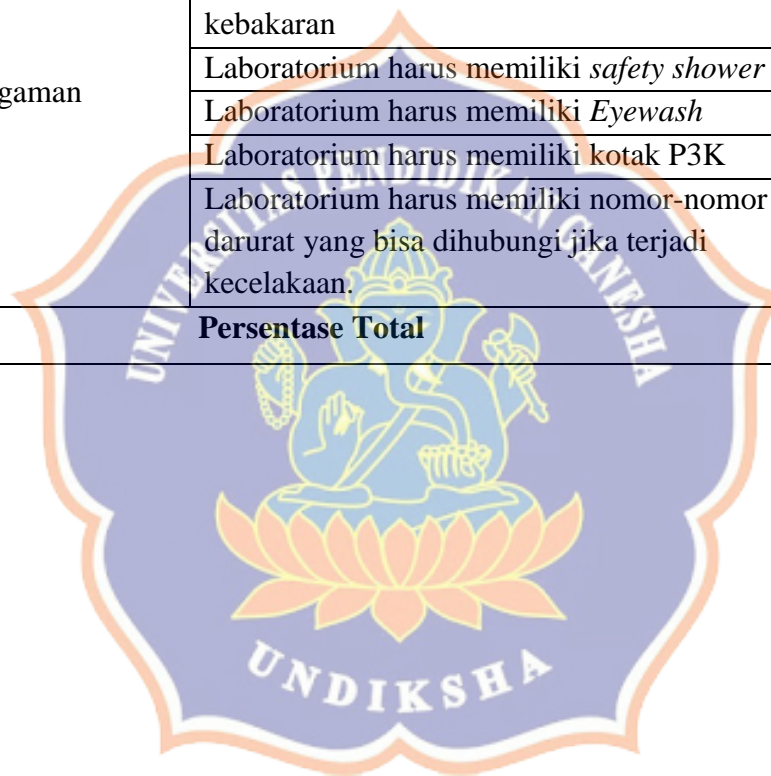 kebakaran
Laboratorium harus memiliki safety shower
gaman
Laboratorium harus memiliki Eyewash
Laboratorium harus memiliki kotak P3K
Laboratorium harus memiliki nomor-nomor
darurat yang bisa dihubungi jika terjadi
kecelakaan.
Persentase Total
UNIVERSITAS PENDIDIKAN GANESHA
UNDIKSHA